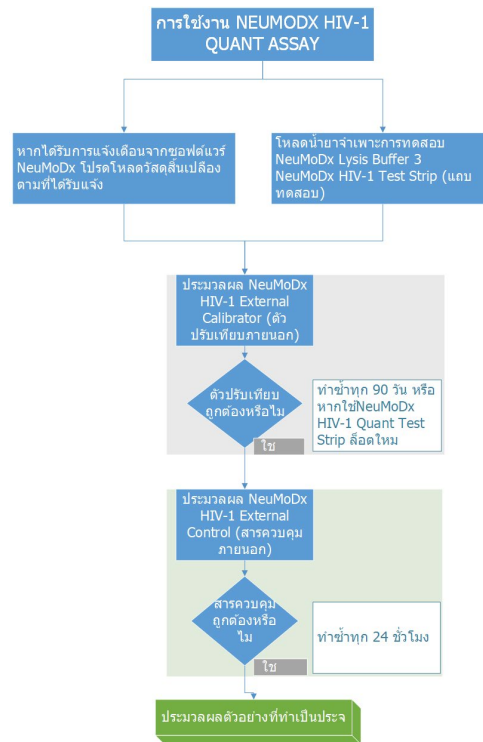 การใช้งาน NEUMODX HIV-1
QUANT ASSAY
หากได้รับการแจ้งเตือนจากซอฟต์แวร์
NeuMoDx โปรดโหลดวัสดุสิ้นเปลือง
ตามที่ได้รับแจ้ง
โหลดน้ำยาจำเพาะการทดสอบ
NeuMoDx Lysis Buffer 3
NeuMoDx HIV-1 Test Strip (แถบ
ทดสอบ)
ประมวลผล NeuMoDx
HIV-1 External
Calibrator (ตัว
ปรับเทียบภายนอก)
ตัวปรับเทียบ
ถูกต้องหรือไม่
ใช่
ทำซ้ำทุก 90 วัน หรือ
หากใช้NeuMoDx
HIV-1 Quant Test
Strip ล็อตใหม่
ประมวลผล NeuMoDx
HIV-1 External
Control (สารควบคุม
ภายนอก)
สารควบคุม
ถูกต้องหรือ
ไม่
ใช่
ทำซ้ำทุก 24 ชั่วโมง
ประมวลผลตัวอย่างที่ทำเป็นประจ